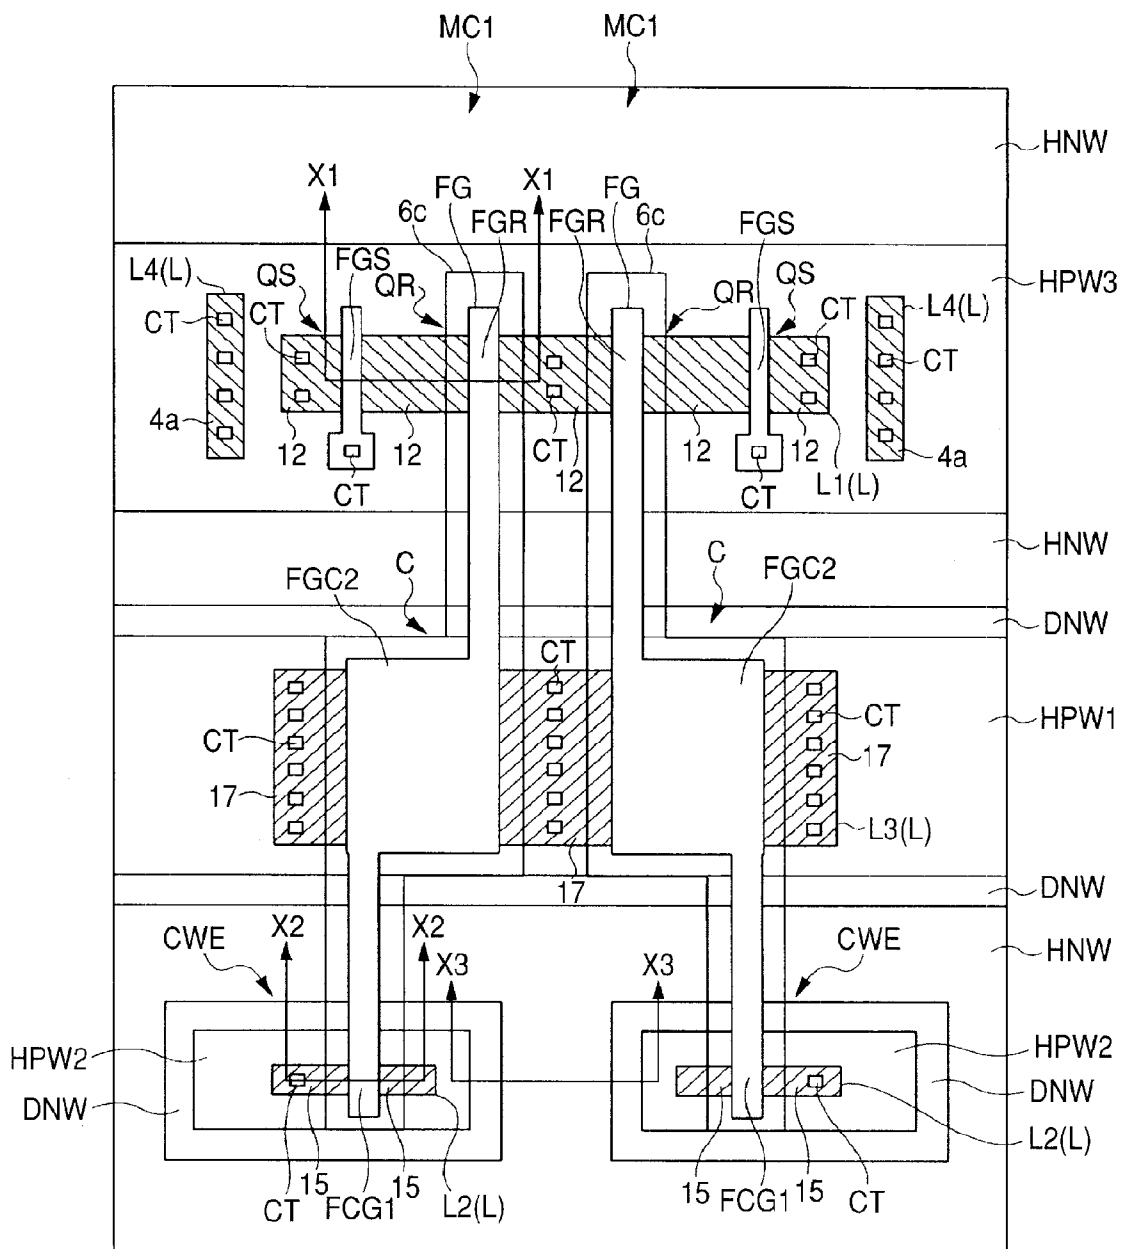 MC1 MC1
HNW
X1 FG X1 FG
6c FGR FGR 6c FGS
L4(L) QS FGS QR QR QS HPW3
CT CT CT L4(L)
CT
4a 12 12 CT 12 12 12 4a
CT CT L1(L)
HNW
FGC2 C C FGC2
DNW
CT
CT CT HPW1
17 17
L3(L)
17 DNW
CWE X2 X2 X3 X3 CWE HNW
HPW2 HPW2
DNW DNW
15 15 15 15 L2(L)
CT FCG1 L2(L) FCG1 CT